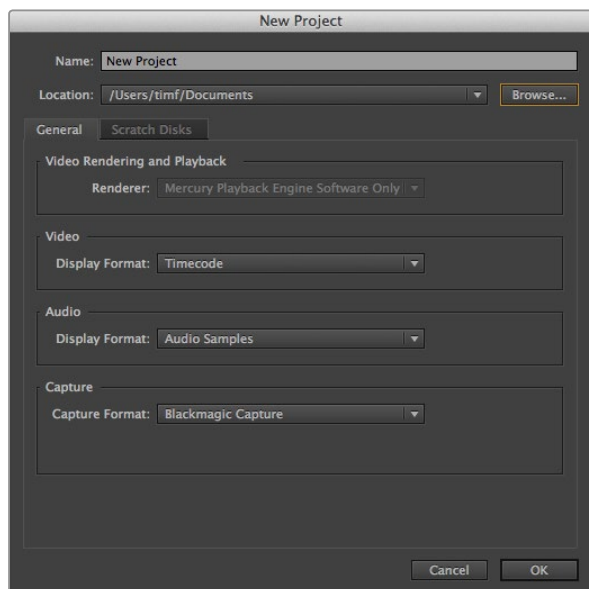 New Project
Name: New Project
Location: /Users/timf/Documents Browse...
General Scratch Disks
Video Rendering and Playback
Renderer: Mercury Playback Engine Software Only
Video
Display Format: Timecode
Audio
Display Format: Audio Samples
Capture
Capture Format: Blackmagic Capture
Cancel OK